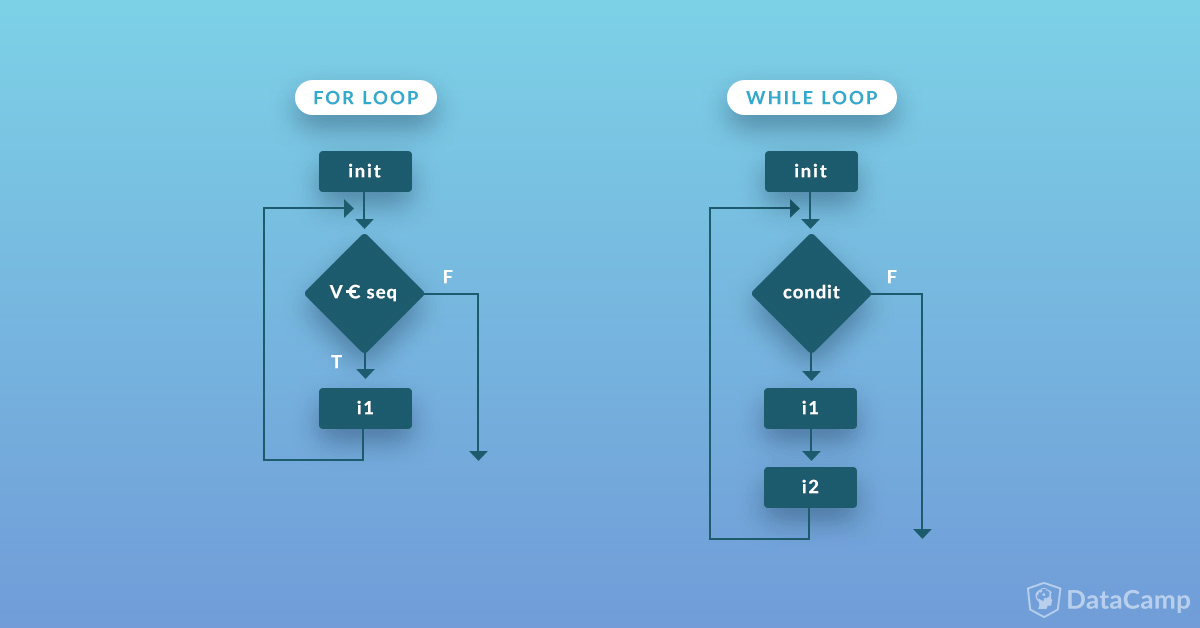 FOR LOOP
init
V € seq
F
T
i1
WHILE LOOP
init
condit
F
i1
i2
DataCamp